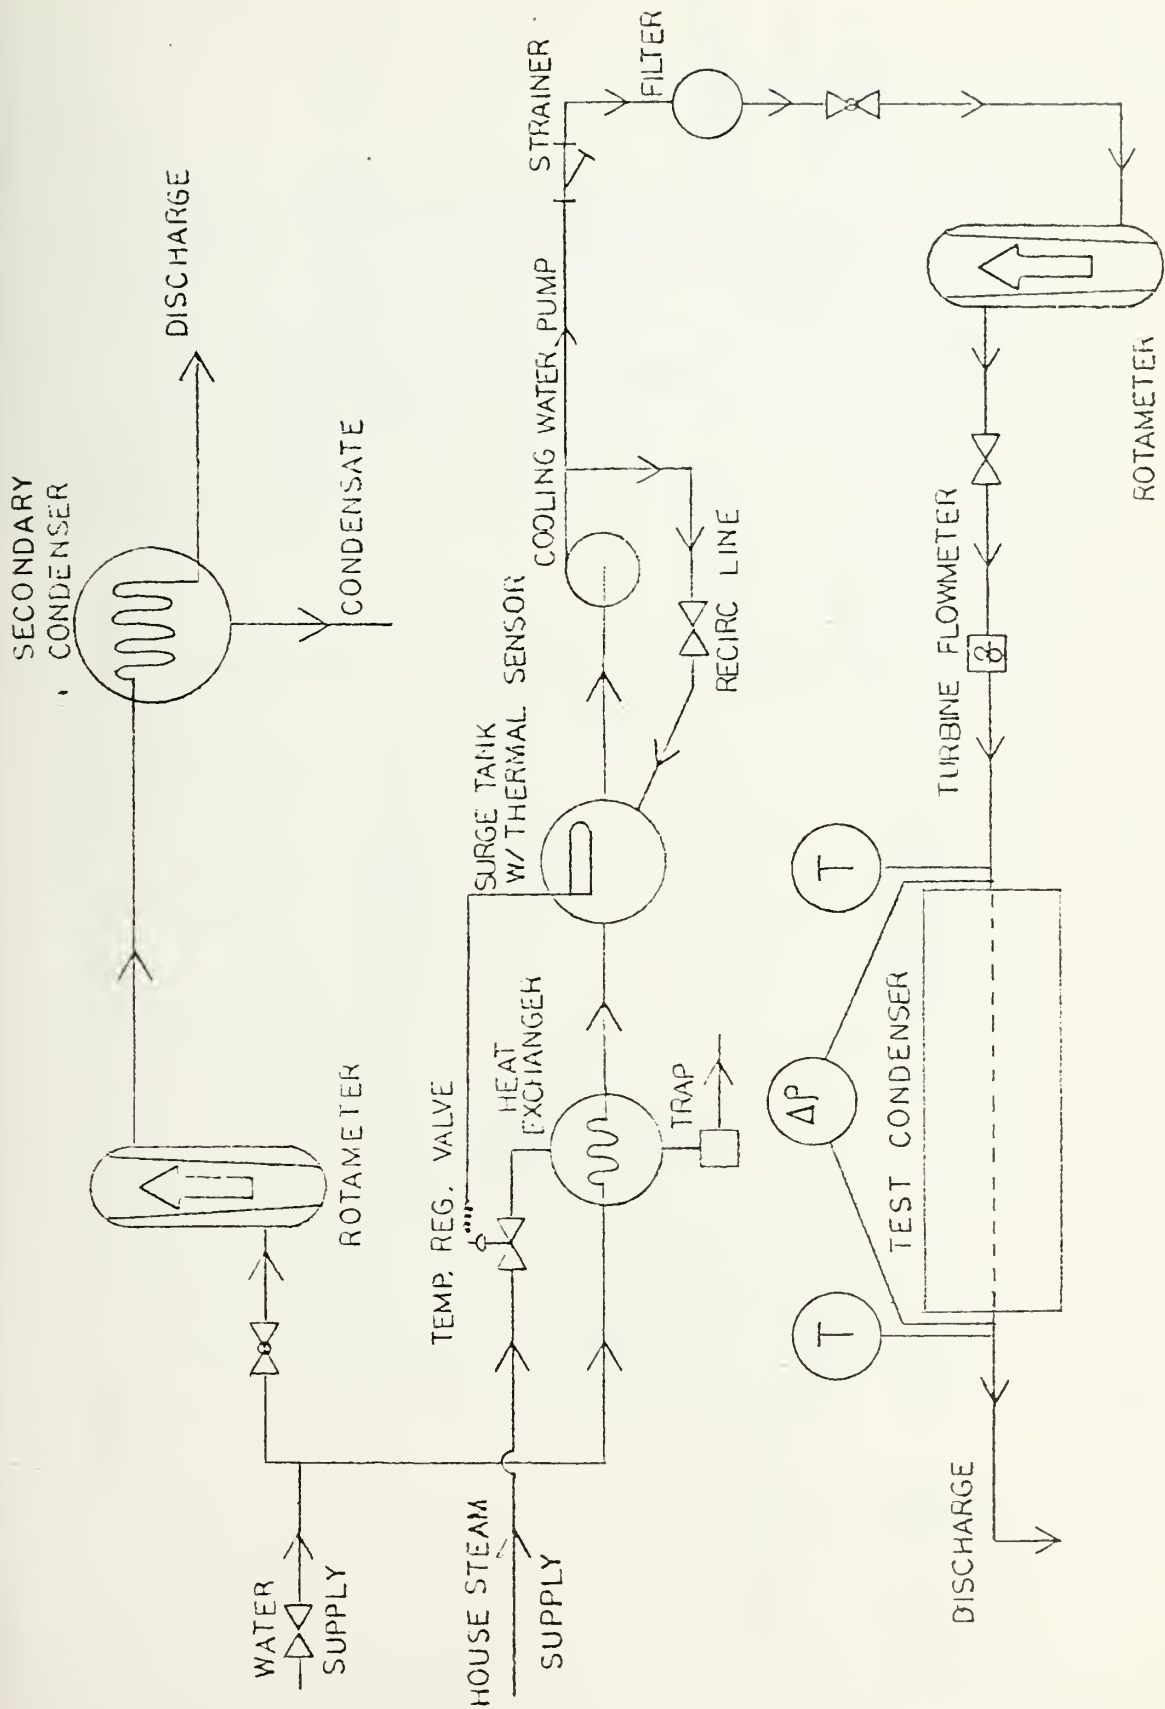 SECONDARY
CONDENSER
DISCHARGE
CONDENSATE
ROTAMETER
WATER
SUPPLY
TEMP. REG. VALVE
HEAT
EXCHANGER
SURGE TANK
W/THERMAL SENSOR
COOLING WATER PUMP
STRAINER
FILTER
RECIRC LINE
TRAP
HOUSE STEAM
SUPPLY
TURBINE FLOWMETER
ROTAMETER
T
ΔP
T
TEST CONDENSER
DISCHARGE